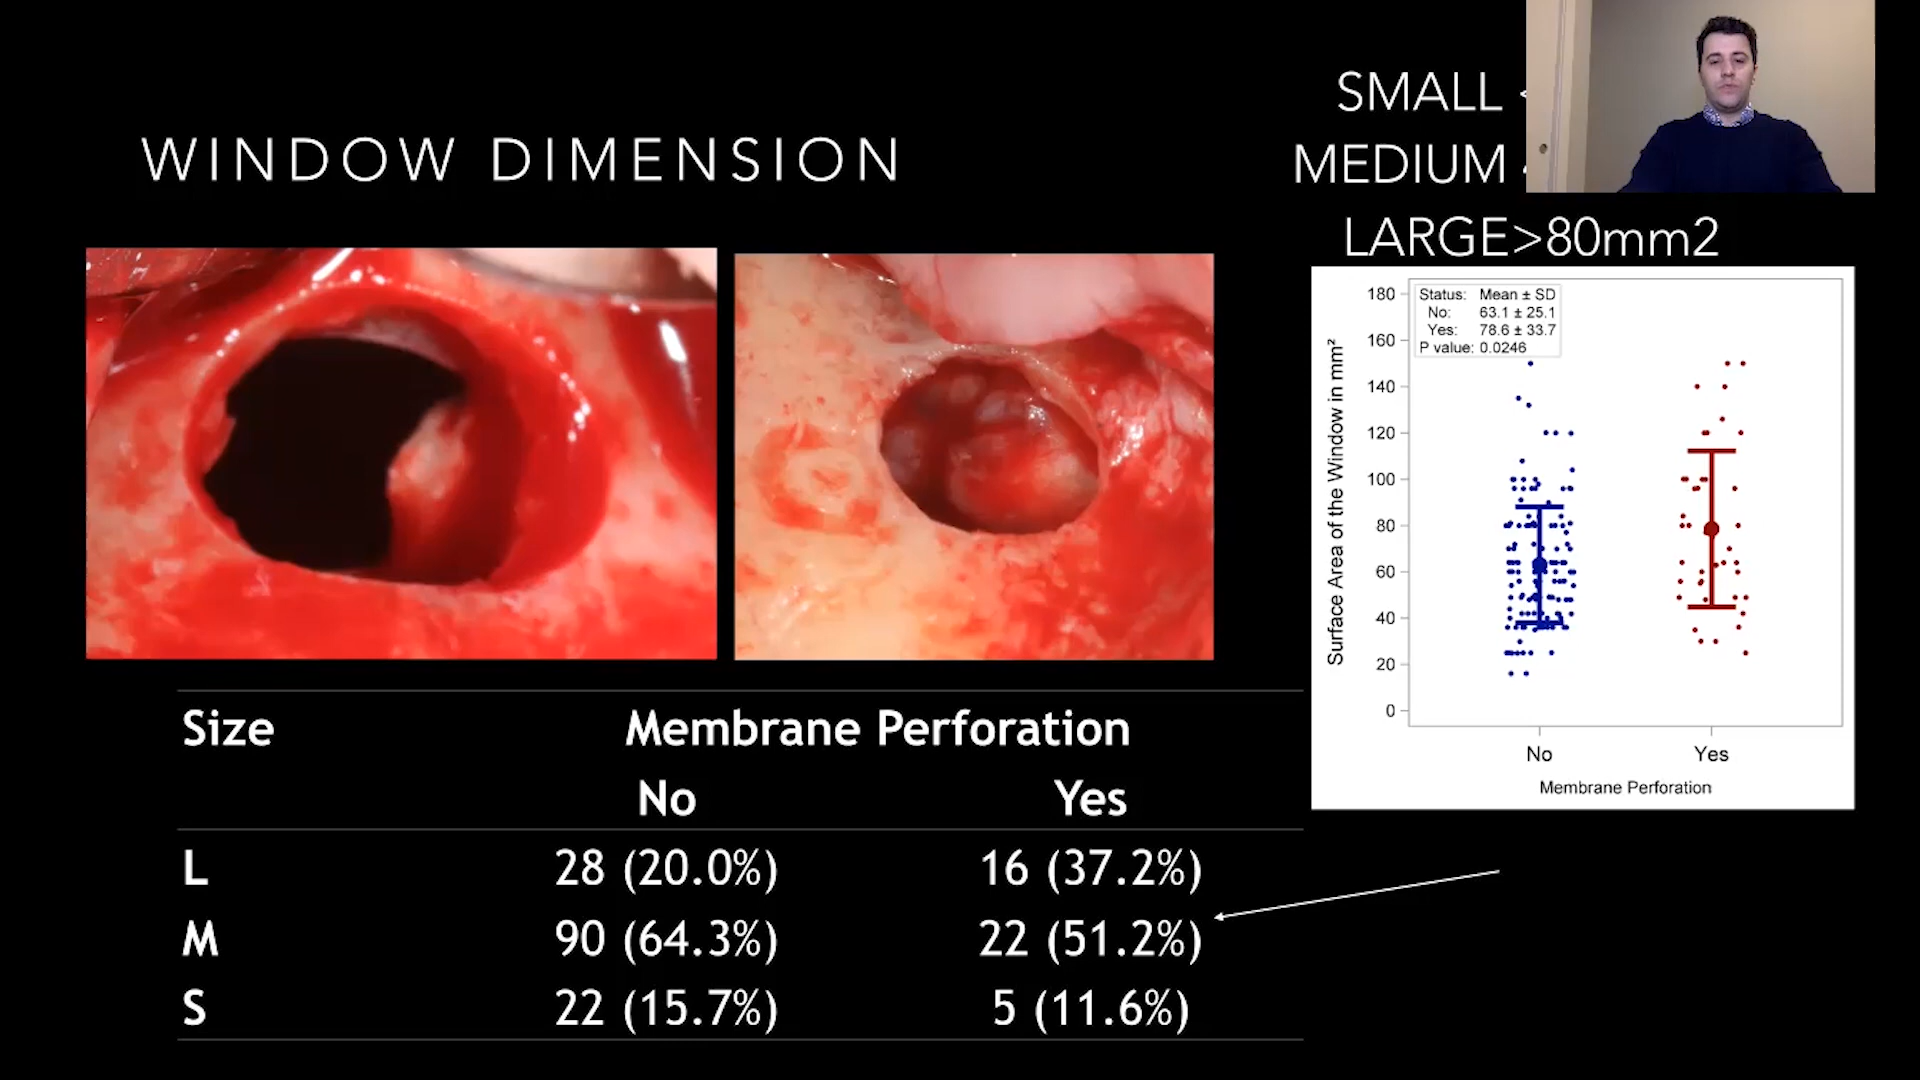 WINDOW DIMENSION
SMALL <
MEDIUM
LARGE>80mm2
Status: Mean ± SD
No: 63.1 ± 25.1
Yes: 78.6 ± 33.7
P value: 0.0246
Surface Area of the Window in mm²
180
160
140
120
100
80
60
40
20
0
No Yes
Membrane Perforation
Size Membrane Perforation
No Yes
L 28 (20.0%) 16 (37.2%)
M 90 (64.3%) 22 (51.2%)
S 22 (15.7%) 5 (11.6%)